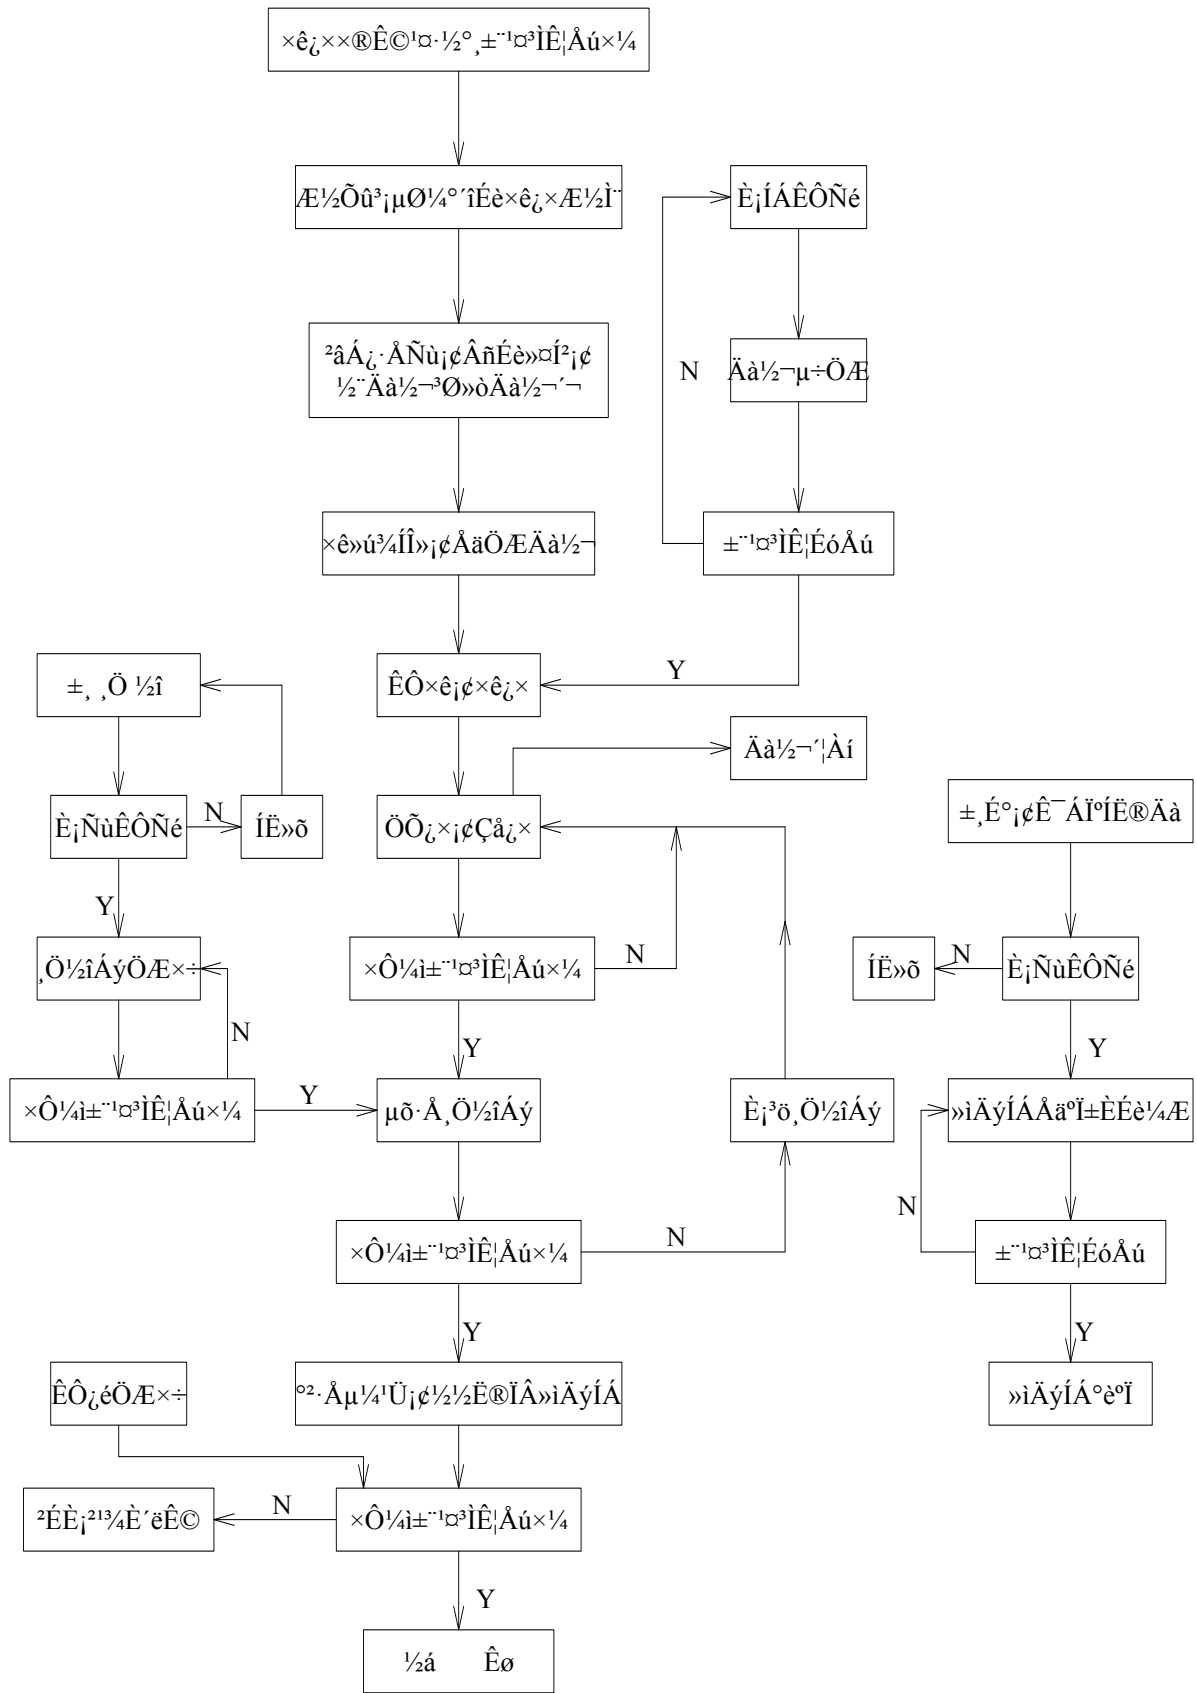 ×ê¿××®Ê©¹¤·½°¸±¨¹¤³ÌÊ¦Åú×¼
Æ½Õû³¡µØ¼°´îÉè×ê¿×Æ½Ì¨
È¡ÍÁÊÔÑé
²âÁ¿·ÅÑù¡¢ÂñÉè»¤Í²¡¢
½¨Äà½¬³Ø»òÄà½¬´¬
N
Äà½¬µ÷ÖÆ
×ê»ú¾ÍÎ»¡¢ÅäÖÆÄà½¬
±¨¹¤³ÌÊ¦ÉóÅú
±¸ ¸Ö ½î
ÊÔ×ê¡¢×ê¿×
Y
Äà½¬´¦Àí
È¡ÑùÊÔÑé
N
ÍË»õ
ÖÕ¿×¡¢Çå¿×
±¸É°¡¢Ê¯ÁÏºÍË®Äà
Y
¸Ö½îÁýÖÆ×÷
×Ô¼ì±¨¹¤³ÌÊ¦Åú×¼
N
ÍË»õ
N
È¡ÑùÊÔÑé
N
Y
Y
×Ô¼ì±¨¹¤³ÌÊ¦Åú×¼
Y
µõ·Å¸Ö½îÁý
È¡³ö¸Ö½îÁý
»ìÄýÍÁÅäºÏ±ÈÉè¼Æ
N
×Ô¼ì±¨¹¤³ÌÊ¦Åú×¼
N
±¨¹¤³ÌÊ¦ÉóÅú
Y
Y
ÊÔ¿éÖÆ×÷
°²·Åµ¼¹Ü¡¢½½Ë®ÏÂ»ìÄýÍÁ
»ìÄýÍÁ°èºÏ
²ÉÈ¡²¹¾È´ëÊ©
N
×Ô¼ì±¨¹¤³ÌÊ¦Åú×¼
Y
½á Êø